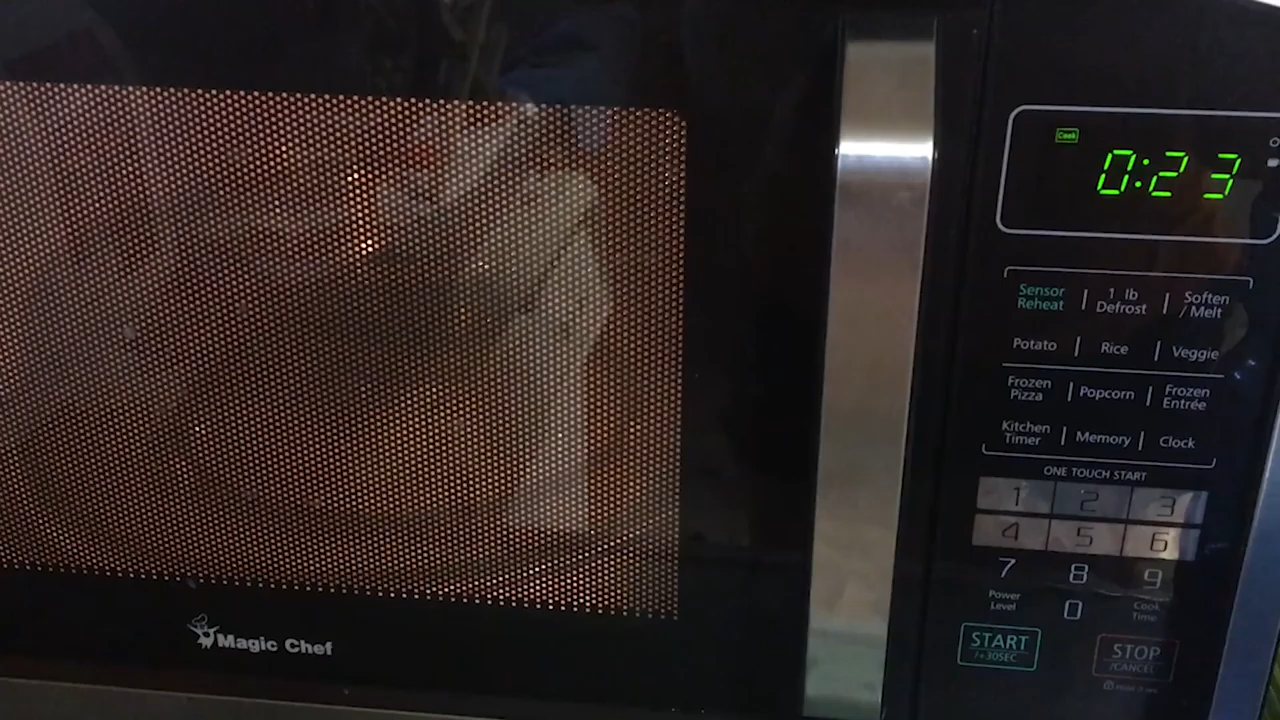 Cook
0:23
Sensor Reheat
1 lb Defrost
Soften / Melt
Potato
Rice
Veggie
Frozen Pizza
Popcorn
Frozen Entrée
Kitchen Timer
Memory
Clock
ONE TOUCH START
1 2 3
4 5 6
7 8 9
Power Level
0
Cook Time
START
/+30SEC
STOP
/CANCEL
Magic Chef